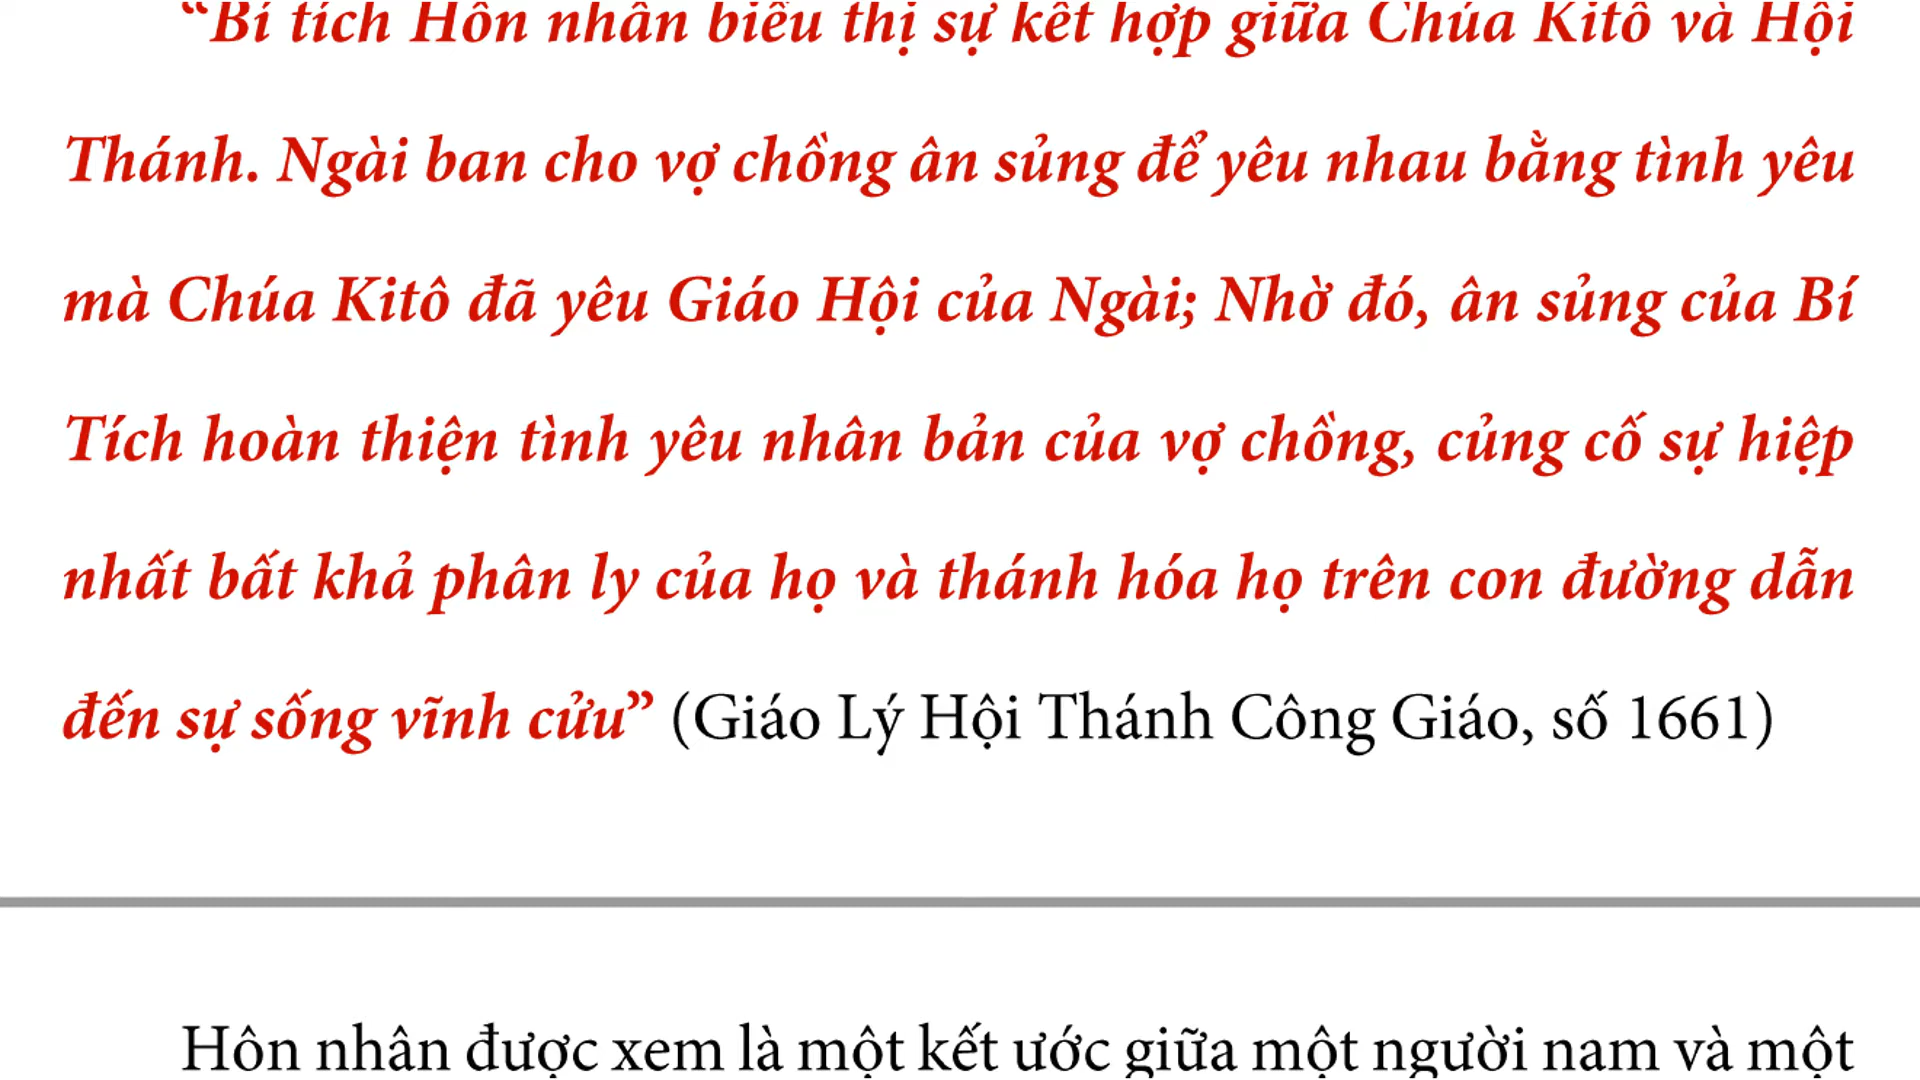 “Bí tích Hôn nhân biểu thị sự kết hợp giữa Chúa Kitô và Hội
Thánh. Ngài ban cho vợ chồng ân sủng để yêu nhau bằng tình yêu
mà Chúa Kitô đã yêu Giáo Hội của Ngài; Nhờ đó, ân sủng của Bí
Tích hoàn thiện tình yêu nhân bản của vợ chồng, củng cố sự hiệp
nhất bất khả phân ly của họ và thánh hóa họ trên con đường dẫn
đến sự sống vĩnh cửu” (Giáo Lý Hội Thánh Công Giáo, số 1661)
Hôn nhân được xem là một kết ước giữa một người nam và một